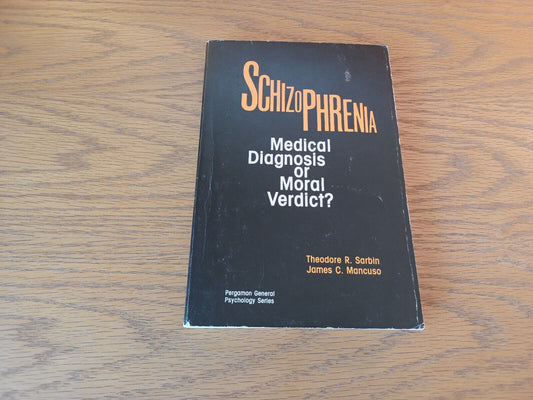 SCHIZOPHRENIA
Medical
Diagnosis
or
Moral
Verdict?
Theodore R. Sarbin
James C. Mancuso
Pergamon General
Psychology Series